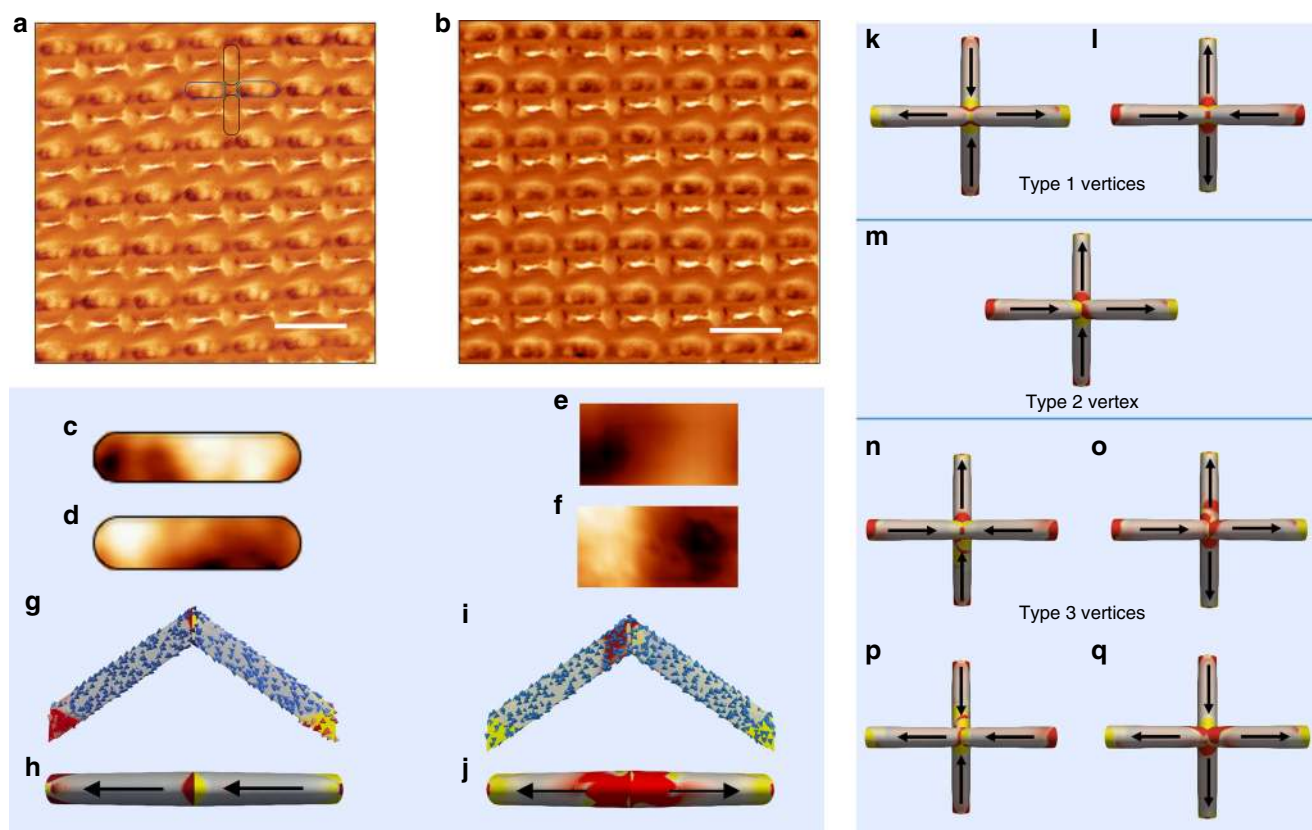 a
b
c
d
e
f
g
h
i
j
k
l
Type 1 vertices
m
Type 2 vertex
n
o
Type 3 vertices
p
q